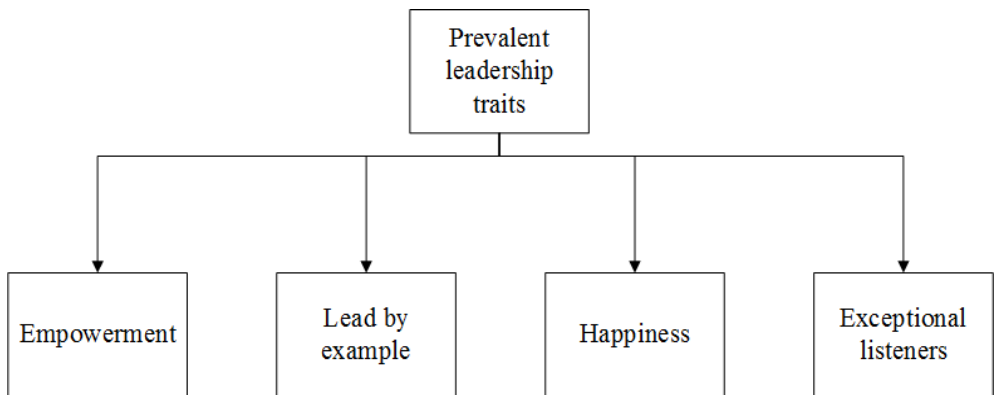 Prevalent
leadership
traits
Empowerment
Lead by
example
Happiness
Exceptional
listeners